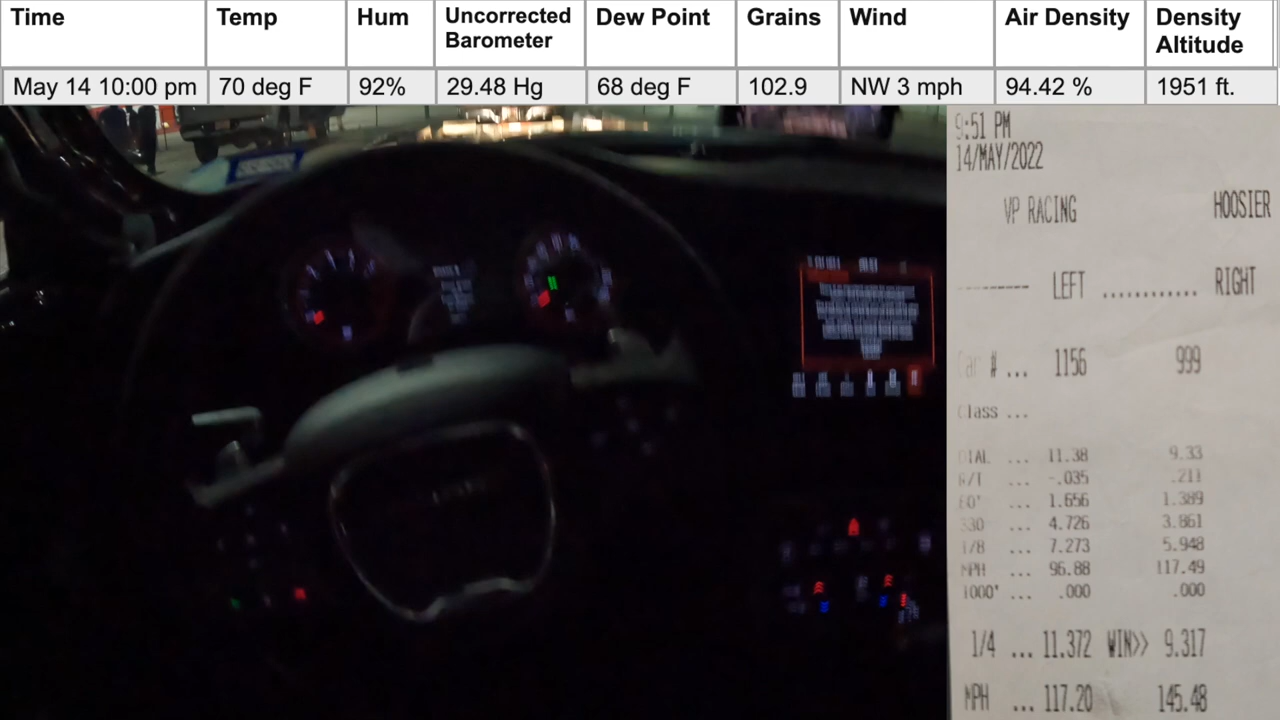 Time Temp Hum Uncorrected Barometer Dew Point Grains Wind Air Density Density Altitude
May 14 10:00 pm 70 deg F 92% 29.48 Hg 68 deg F 102.9 NW 3 mph 94.42 % 1951 ft.
9:51 PM
14/MAY/2022
VP RACING HOOSIER
-------- LEFT ............ RIGHT
Car # ... 1156 999
Class ...
DIAL ... 11.38 9.33
R/T ... -.035 .211
60' ... 1.656 1.389
330 ... 4.726 3.861
1/8 ... 7.273 5.948
MPH ... 96.88 117.49
1000' ... .000 .000
1/4 ... 11.372 WIN>> 9.317
MPH ... 117.20 145.48